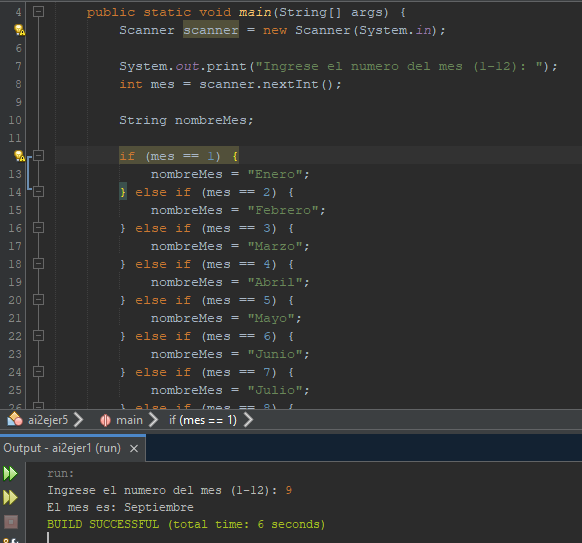 4 public static void main(String[] args) {
Scanner scanner = new Scanner(System.in);
6
7 System.out.print("Ingrese el numero del mes (1-12): ");
8 int mes = scanner.nextInt();
9
10 String nombreMes;
11
if (mes == 1) {
13 nombreMes = "Enero";
14 } else if (mes == 2) {
15 nombreMes = "Febrero";
16 } else if (mes == 3) {
17 nombreMes = "Marzo";
18 } else if (mes == 4) {
19 nombreMes = "Abril";
20 } else if (mes == 5) {
21 nombreMes = "Mayo";
22 } else if (mes == 6) {
23 nombreMes = "Junio";
24 } else if (mes == 7) {
25 nombreMes = "Julio";
26 } else if (mes == 8) {
ai2ejer5 main if (mes == 1)
Output - ai2ejer1 (run) ×
run:
Ingrese el numero del mes (1-12): 9
El mes es: Septiembre
BUILD SUCCESSFUL (total time: 6 seconds)